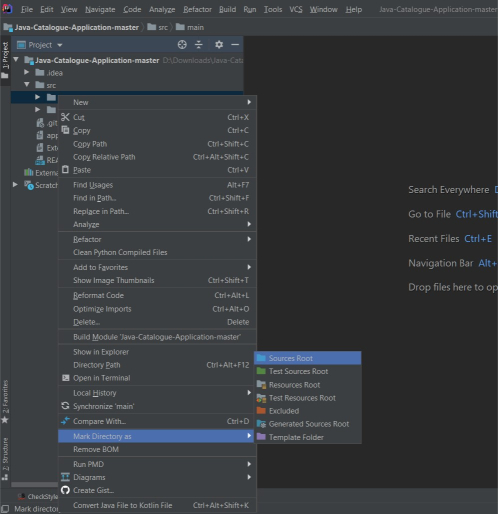 File Edit View Navigate Code Analyze Refactor Build Run Tools VCS Window Help Java-Catalogue-Application-master
Java-Catalogue-Application-master src main
Project
1: Project
Java-Catalogue-Application-master D:\Downloads\Java-Cata
.idea
src
New
Cut Ctrl+X
Copy Ctrl+C
Copy Path Ctrl+Shift+C
Copy Relative Path Ctrl+Alt+Shift+C
Paste Ctrl+V
Find Usages Alt+F7
Find in Path... Ctrl+Shift+F
Replace in Path... Ctrl+Shift+R
Analyze
Refactor
Clean Python Compiled Files
Add to Favorites
Show Image Thumbnails Ctrl+Shift+T
Reformat Code Ctrl+Alt+L
Optimize Imports Ctrl+Alt+O
Delete... Delete
Build Module 'Java-Catalogue-Application-master'
Show in Explorer
Directory Path Ctrl+Alt+F12
Open in Terminal
Local History
Synchronize 'main'
Compare With... Ctrl+D
Mark Directory as
Remove BOM
Run PMD
Diagrams
Create Gist...
Convert Java File to Kotlin File Ctrl+Alt+Shift+K
.git
app
Exte
REA
External
Scratch
Sources Root
Test Sources Root
Resources Root
Test Resources Root
Excluded
Generated Sources Root
Template Folder
Search Everywhere D
Go to File Ctrl+Shift
Recent Files Ctrl+E
Navigation Bar Alt+
Drop files here to op
2: Favorites
7: Structure
CheckStyle
Mark directo